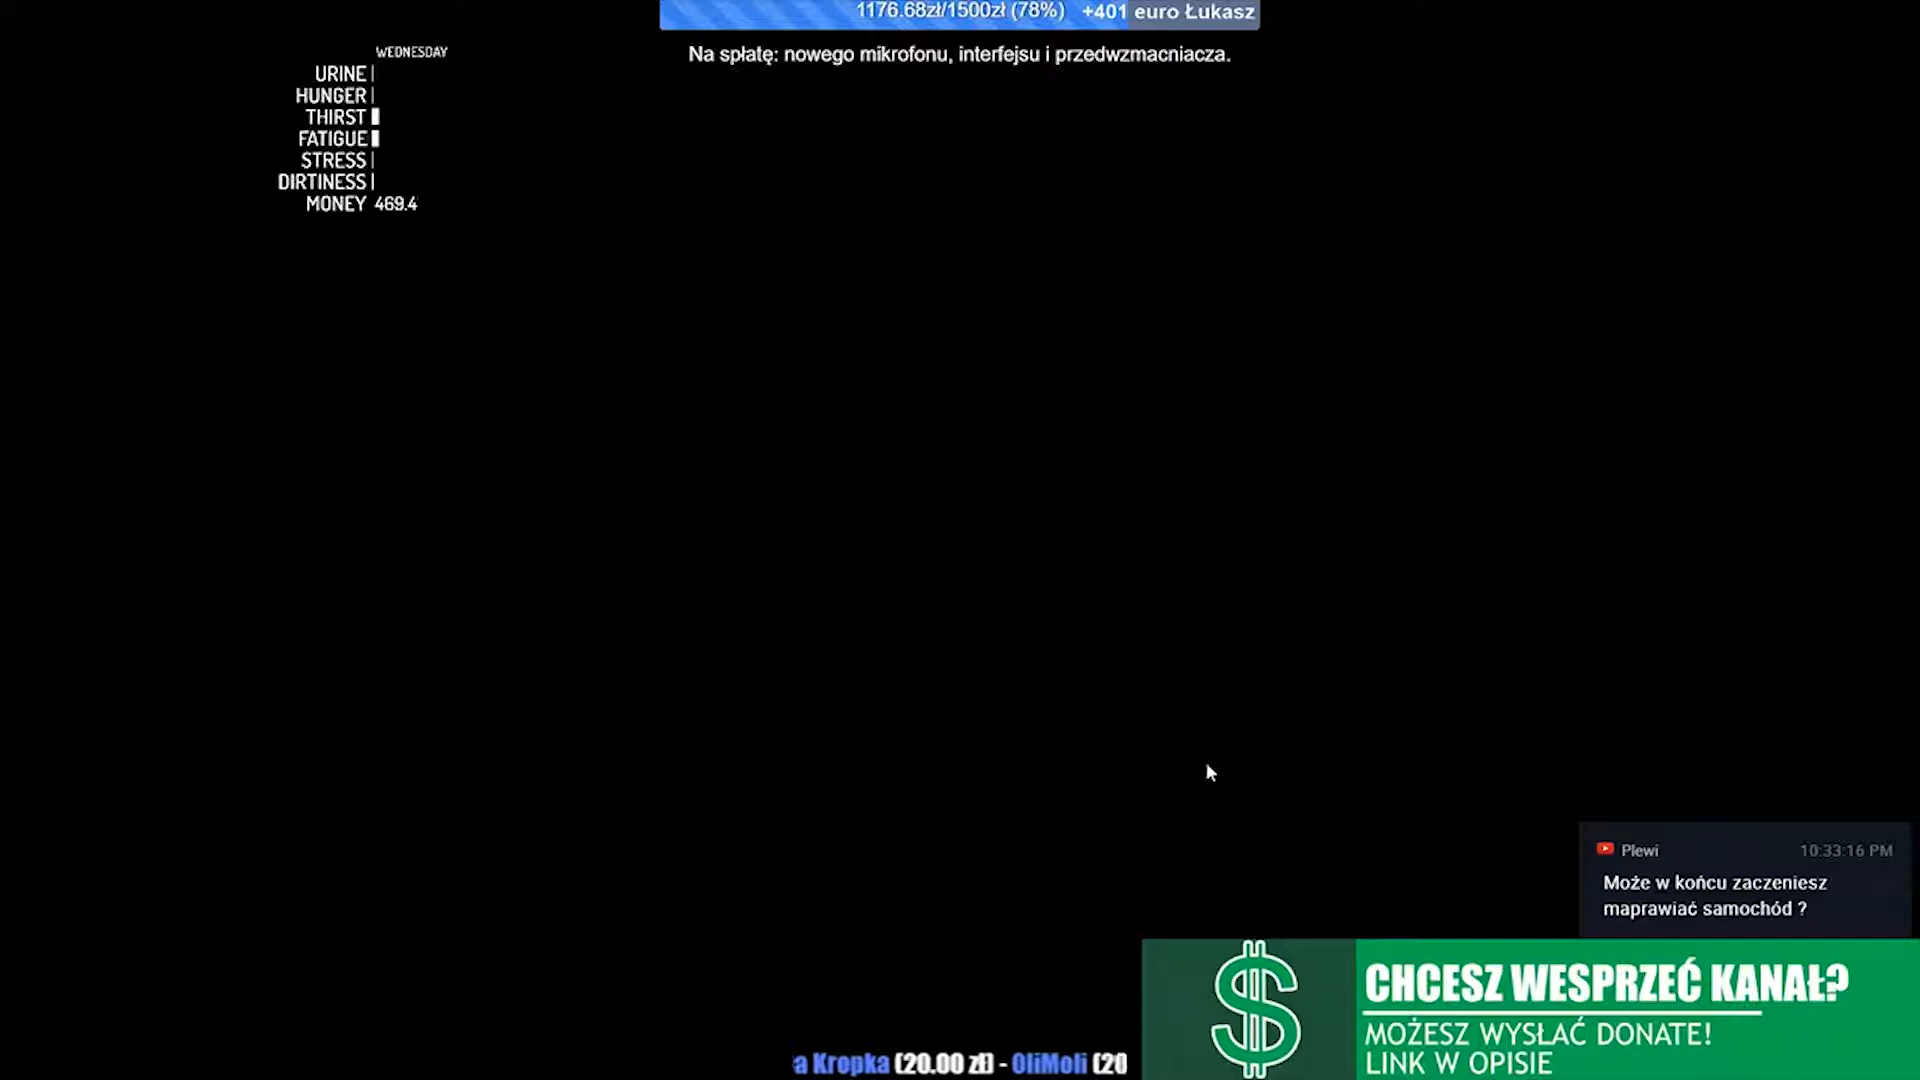 1176.68zł/1500zł (78%) +401 euro Łukasz
Na spłatę: nowego mikrofonu, interfejsu i przedwzmacniacza.
WEDNESDAY
URINE
HUNGER
THIRST
FATIGUE
STRESS
DIRTINESS
MONEY 469.4
Plewi 10:33:16 PM
Może w końcu zaczeniesz
maprawiać samochód ?
CHCESZ WESPRZEĆ KANAŁ?
MOŻESZ WYSŁAĆ DONATE!
LINK W OPISIE
a Kropka (20.00 zł) - OliMoli (20